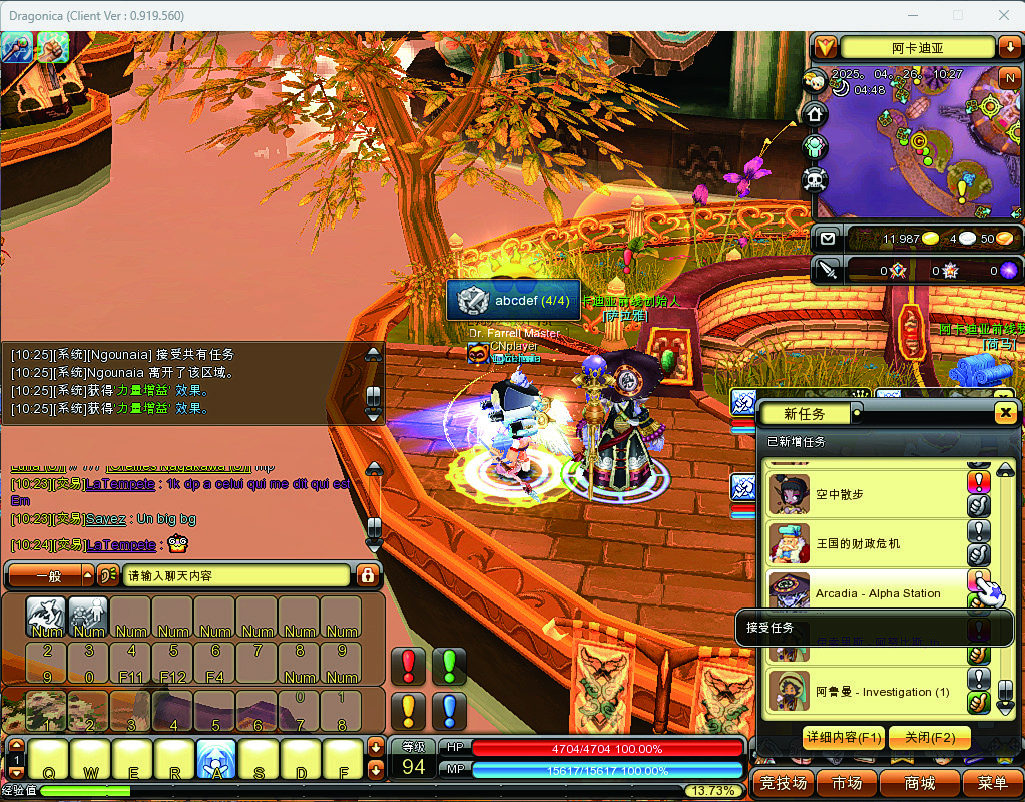 Dragonica (Client Ver : 0.919.560)
阿卡迪亚
2025。 04。 26。 10:27
04:48
N
11.987 4 50
0 0 0
abcdef (4/4)
卡迪亚前线创始人
[萨拉雅]
Dr. Farrell Master
CNplayer
[荷马]
[10:25][系统][Ngounaia] 接受共有任务
[10:25][系统]Ngounaia 离开了该区域。
[10:25][系统]获得'力量增益' 效果。
[10:25][系统]获得'力量增益' 效果。
[10:23][交易]LaTempete : 1k dp a celui qui me dit qui est
Em
[10:23][交易]Sayez : Un big bg
[10:24][交易]LaTempete :
一般
请输入聊天内容
新任务
已新增任务
空中散步
王国的财政危机
Arcadia - Alpha Station
接受任务
阿鲁曼 - Investigation (1)
详细内容(F1) 关闭(F2)
Num Num Num Num Num Num Num Num
2 3 4 5 6 7 8 9
9 0 F11 F12 F4 Num Num
0 1
1 2 3 4 5 6 7 8
1 Q W E R A S D F
等级
94
HP 4704/4704 100.00%
MP 15617/15617 100.00%
经验值 13.73%
竞技场 市场 商城 菜单